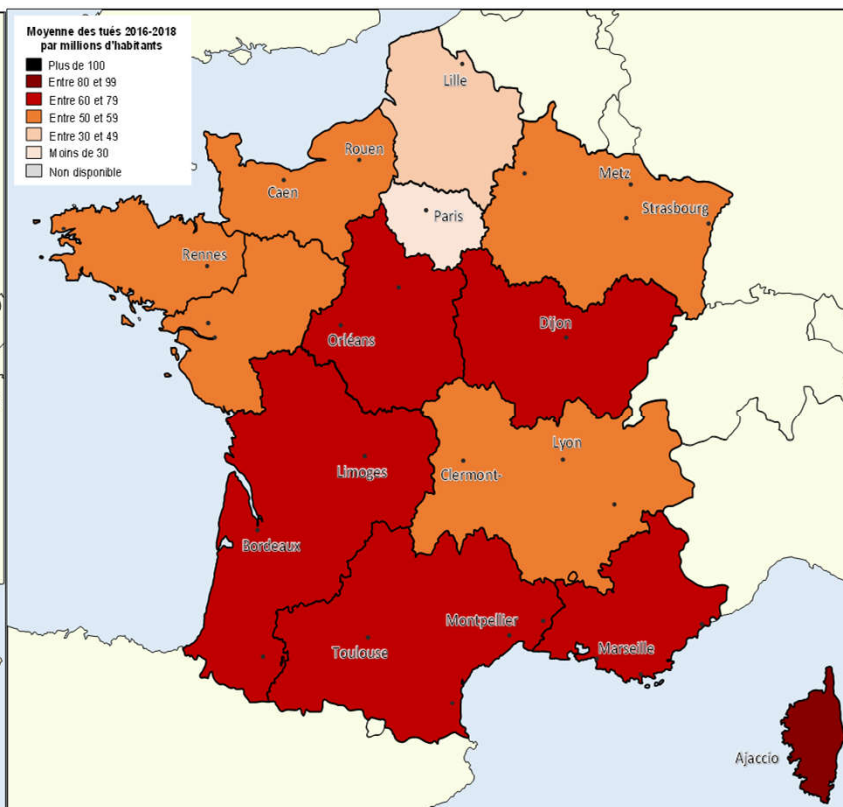 Moyenne des tués 2016-2018
par millions d'habitants
Plus de 100
Entre 80 et 99
Entre 60 et 79
Entre 50 et 59
Entre 30 et 49
Moins de 30
Non disponible
Lille
Rouen
Caen
Metz
Paris
Strasbourg
Rennes
Orléans
Dijon
Lyon
Limoges
Clermont-
Bordeaux
Montpellier
Toulouse
Marseille
Ajaccio